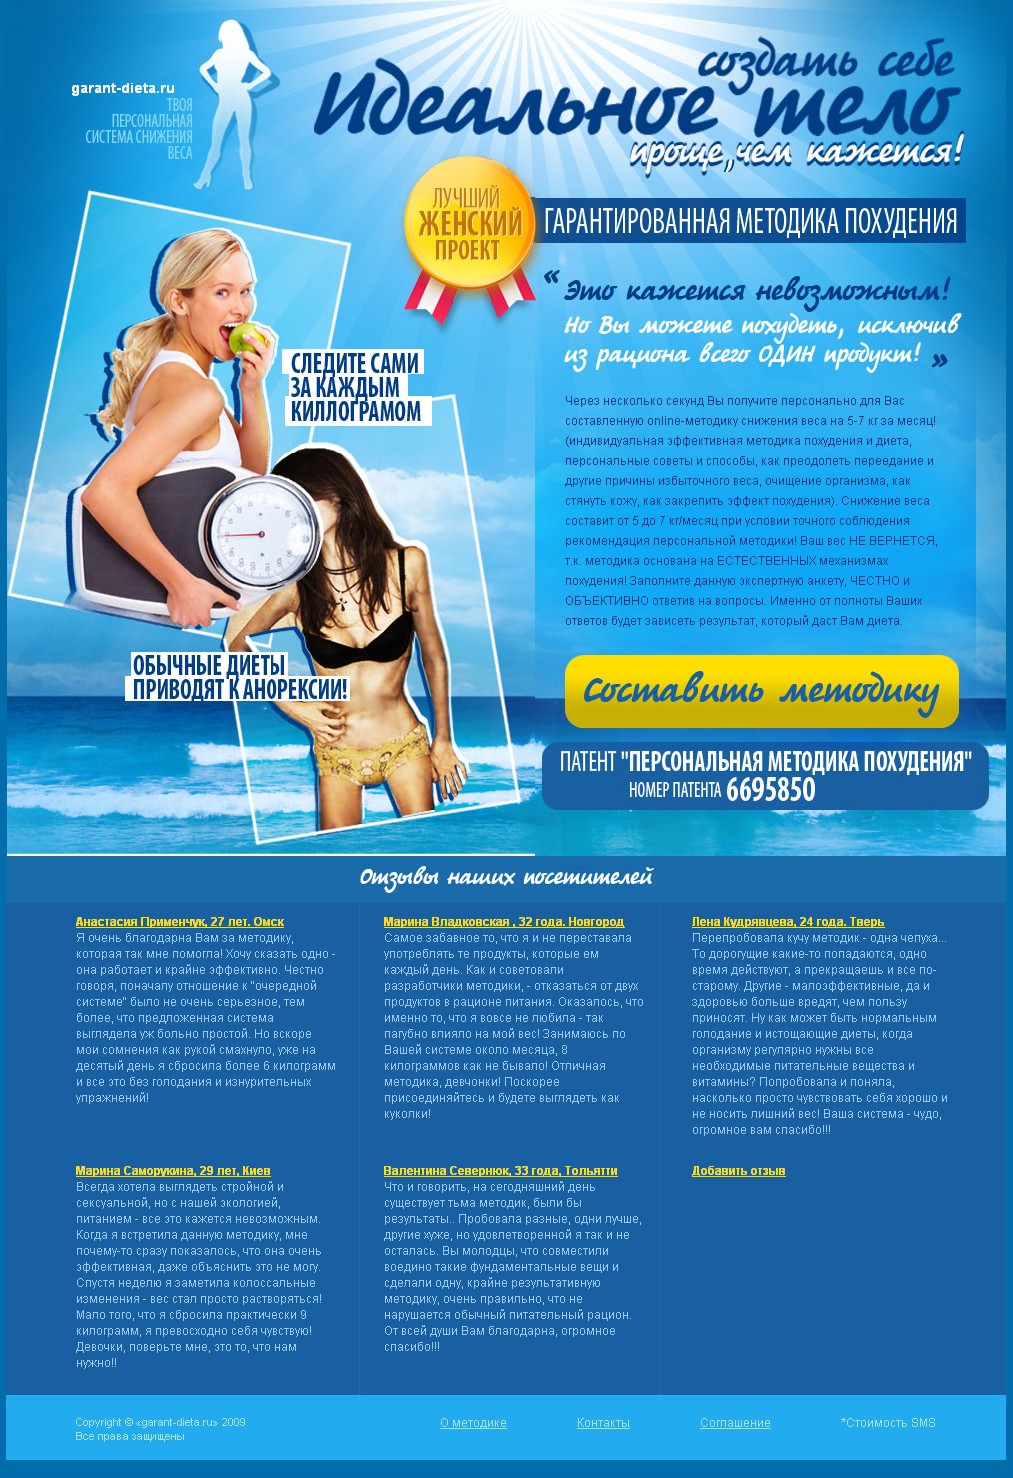 garant-dieta.ru
ТВОЯ
ПЕРСОНАЛЬНАЯ
СИСТЕМА СНИЖЕНИЯ
ВЕСА
создать себе
Идеальное тело
проще, чем кажется!
ЛУЧШИЙ
ЖЕНСКИЙ
ПРОЕКТ
ГАРАНТИРОВАННАЯ МЕТОДИКА ПОХУДЕНИЯ
“ Это кажется невозможным!
Но Вы можете похудеть, исключив
из рациона всего ОДИН продукт! ”
СЛЕДИТЕ САМИ
ЗА КАЖДЫМ
КИЛЛОГРАМОМ
Через несколько секунд Вы получите персонально для Вас
составленную online-методику снижения веса на 5-7 кг за месяц!
(индивидуальная эффективная методика похудения и диета,
персональные советы и способы, как преодолеть переедание и
другие причины избыточного веса, очищение организма, как
стянуть кожу, как закрепить эффект похудения). Снижение веса
составит от 5 до 7 кг/месяц при условии точного соблюдения
рекомендация персональной методики! Ваш вес НЕ ВЕРНЕТСЯ,
т.к. методика основана на ЕСТЕСТВЕННЫХ механизмах
похудения! Заполните данную экспертную анкету, ЧЕСТНО и
ОБЪЕКТИВНО ответив на вопросы. Именно от полноты Ваших
ответов будет зависеть результат, который даст Вам диета.
ОБЫЧНЫЕ ДИЕТЫ
ПРИВОДЯТ К АНОРЕКСИИ!
Составить методику
ПАТЕНТ "ПЕРСОНАЛЬНАЯ МЕТОДИКА ПОХУДЕНИЯ"
НОМЕР ПАТЕНТА 6695850
Отзывы наших посетителей
Анастасия Применчук, 27 лет. Омск
Я очень благодарна Вам за методику,
которая так мне помогла! Хочу сказать одно -
она работает и крайне эффективно. Честно
говоря, поначалу отношение к "очередной
системе" было не очень серьезное, тем
более, что предложенная система
выглядела уж больно простой. Но вскоре
мои сомнения как рукой смахнуло, уже на
десятый день я сбросила более 6 килограмм
и все это без голодания и изнурительных
упражнений!
Марина Владковская , 32 года. Новгород
Самое забавное то, что я и не переставала
употреблять те продукты, которые ем
каждый день. Как и советовали
разработчики методики, - отказаться от двух
продуктов в рационе питания. Оказалось, что
именно то, что я вовсе не любила - так
пагубно влияло на мой вес! Занимаюсь по
Вашей системе около месяца, 8
килограммов как не бывало! Отличная
методика, девчонки! Поскорее
присоединяйтесь и будете выглядеть как
куколки!
Лена Кудрявцева, 24 года. Тверь
Перепробовала кучу методик - одна чепуха...
То дорогущие какие-то попадаются, одно
время действуют, а прекращаешь и все по-
старому. Другие - малоэффективные, да и
здоровью больше вредят, чем пользу
приносят. Ну как может быть нормальным
голодание и истощающие диеты, когда
организму регулярно нужны все
необходимые питательные вещества и
витамины? Попробовала и поняла,
насколько просто чувствовать себя хорошо и
не носить лишний вес! Ваша система - чудо,
огромное вам спасибо!!!
Марина Саморукина, 29 лет, Киев
Всегда хотела выглядеть стройной и
сексуальной, но с нашей экологией,
питанием - все это кажется невозможным.
Когда я встретила данную методику, мне
почему-то сразу показалось, что она очень
эффективная, даже объяснить это не могу.
Спустя неделю я заметила колоссальные
изменения - вес стал просто растворяться!
Мало того, что я сбросила практически 9
килограмм, я превосходно себя чувствую!
Девочки, поверьте мне, это то, что нам
нужно!!
Валентина Севернюк, 33 года, Тольятти
Что и говорить, на сегодняшний день
существует тьма методик, были бы
результаты.. Пробовала разные, одни лучше,
другие хуже, но удовлетворенной я так и не
осталась. Вы молодцы, что совместили
воедино такие фундаментальные вещи и
сделали одну, крайне результативную
методику, очень правильно, что не
нарушается обычный питательный рацион.
От всей души Вам благодарна, огромное
спасибо!!!
Добавить отзыв
Copyright © «garant-dieta.ru» 2009
Все права защищены
О методике
Контакты
Соглашение
*Стоимость SMS